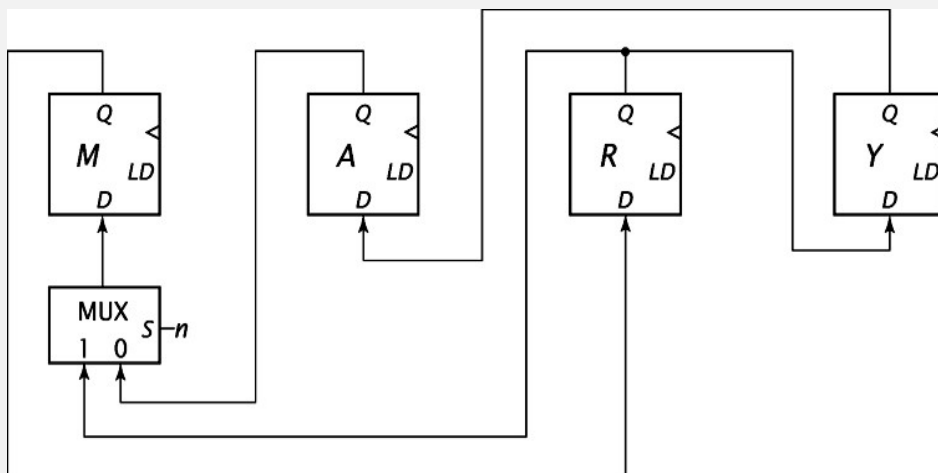 Q Q Q Q
M A R Y
LD LD LD LD
D D D D
MUX
S n
1 0